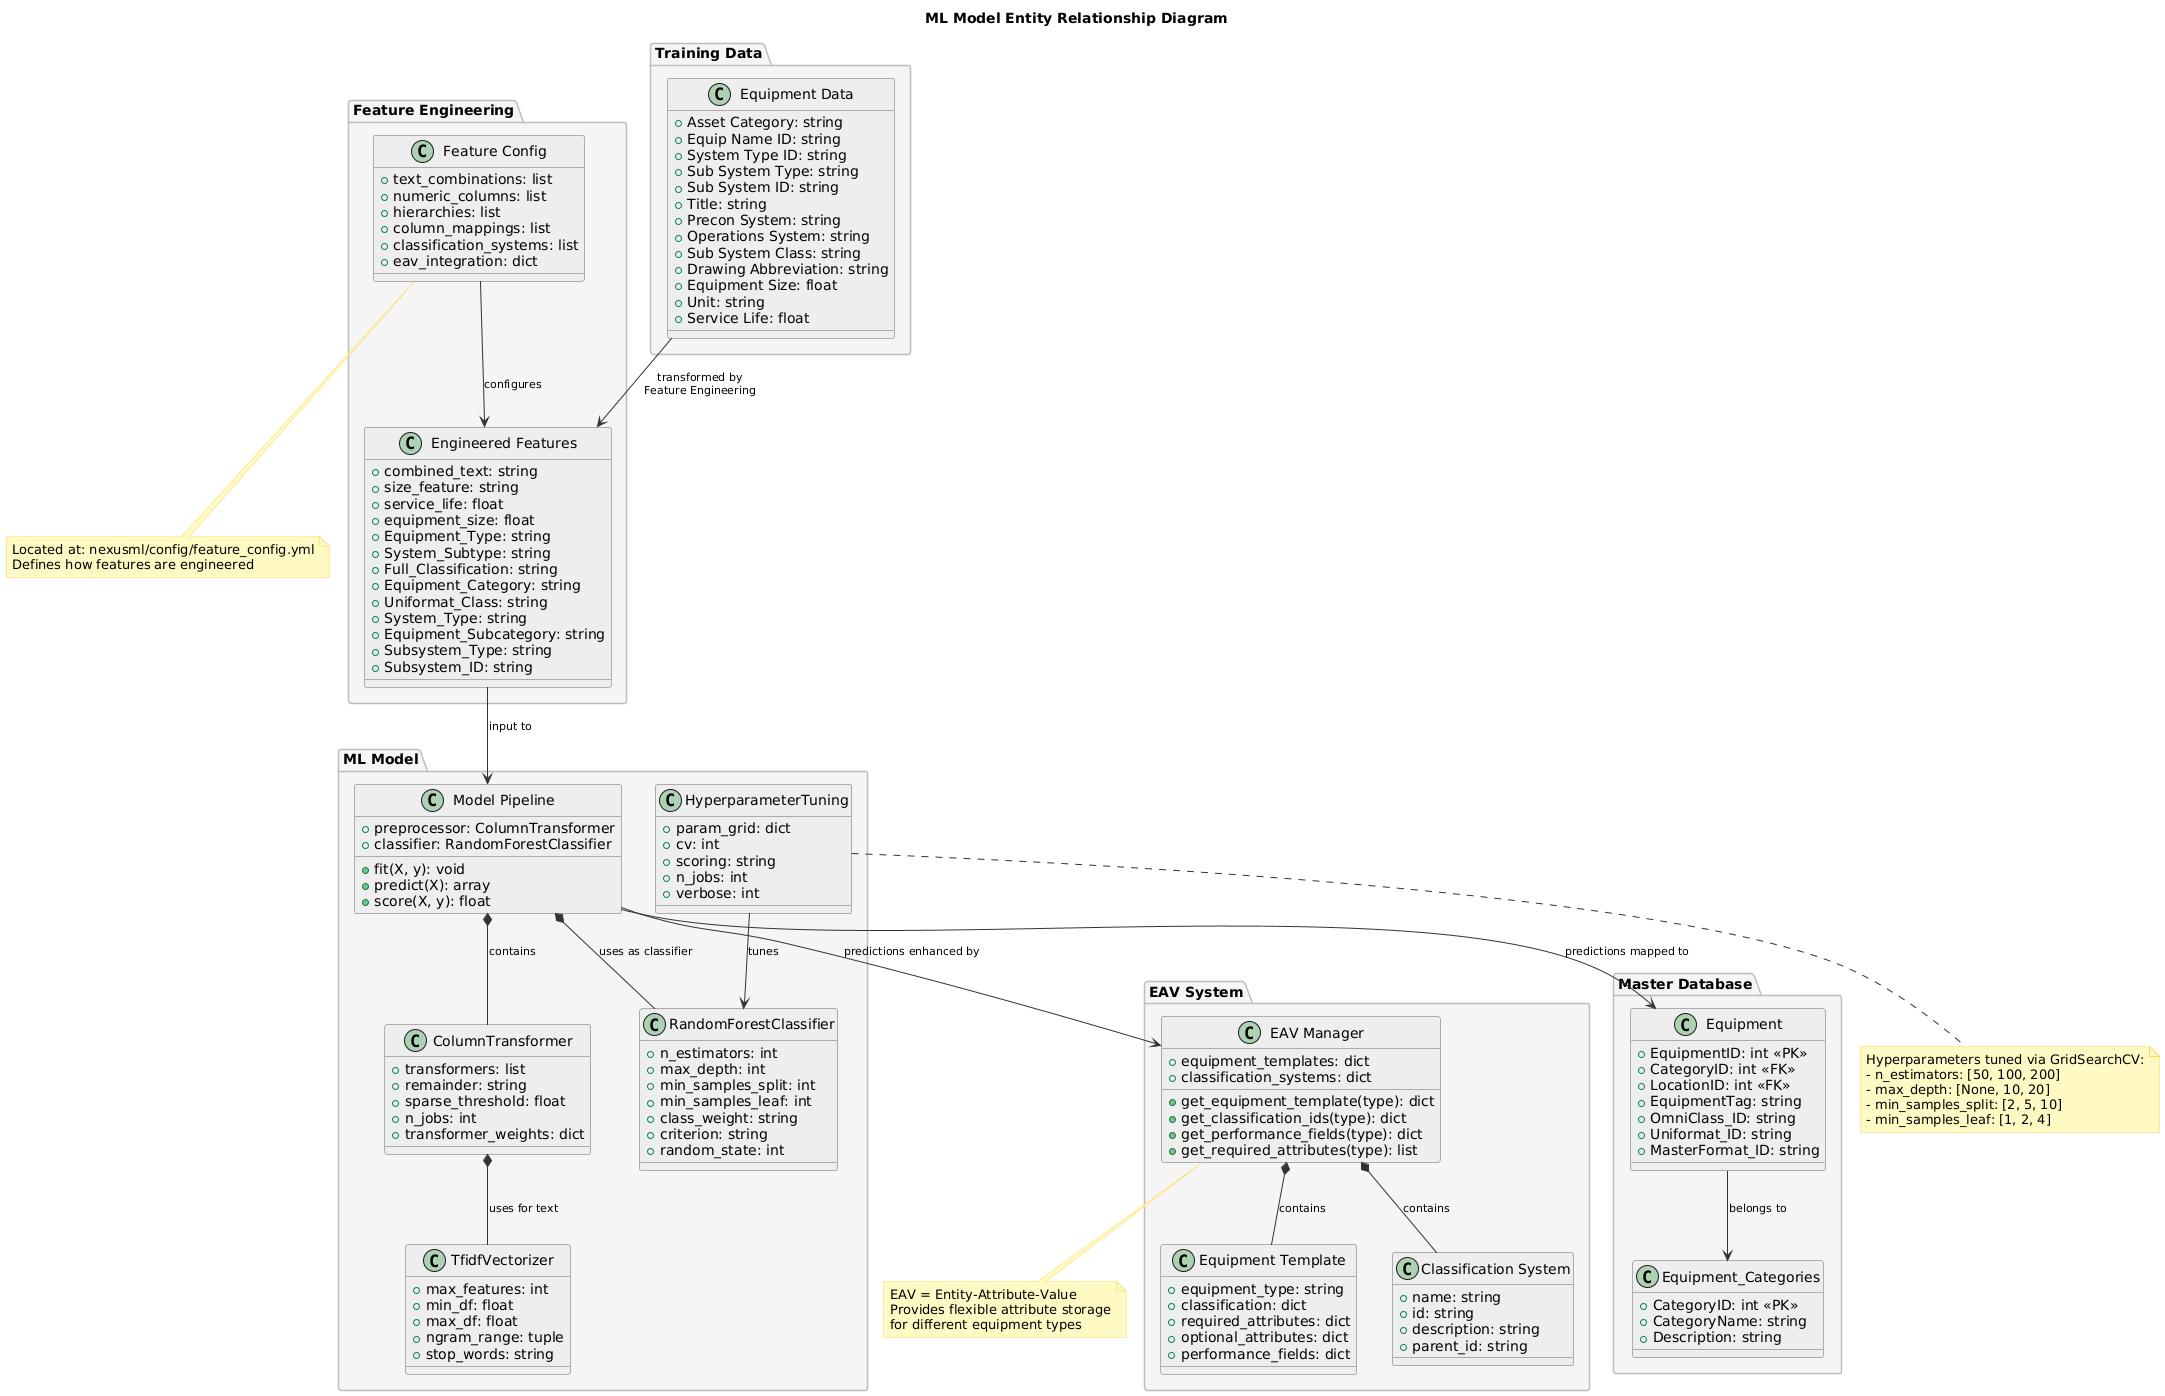 ML Model Entity Relationship Diagram
Training Data
C Equipment Data
Asset Category: string
Equip Name ID: string
System Type ID: string
Sub System Type: string
Sub System ID: string
Title: string
Precon System: string
Operations System: string
Sub System Class: string
Drawing Abbreviation: string
Equipment Size: float
Unit: string
Service Life: float
Feature Engineering
C Feature Config
text_combinations: list
numeric_columns: list
hierarchies: list
column_mappings: list
classification_systems: list
eav_integration: dict
configures
transformed by
Feature Engineering
C Engineered Features
combined_text: string
size_feature: string
service_life: float
equipment_size: float
Equipment_Type: string
System_Subtype: string
Full_Classification: string
Equipment_Category: string
Uniformat_Class: string
System_Type: string
Equipment_Subcategory: string
Subsystem_Type: string
Subsystem_ID: string
Located at: nexusml/config/feature_config.yml
Defines how features are engineered
input to
ML Model
C Model Pipeline
preprocessor: ColumnTransformer
classifier: RandomForestClassifier
fit(X, y): void
predict(X): array
score(X, y): float
C HyperparameterTuning
param_grid: dict
cv: int
scoring: string
n_jobs: int
verbose: int
contains
uses as classifier
tunes
predictions enhanced by
predictions mapped to
C ColumnTransformer
transformers: list
remainder: string
sparse_threshold: float
n_jobs: int
transformer_weights: dict
C RandomForestClassifier
n_estimators: int
max_depth: int
min_samples_split: int
min_samples_leaf: int
class_weight: string
criterion: string
random_state: int
uses for text
C TfidfVectorizer
max_features: int
min_df: float
max_df: float
ngram_range: tuple
stop_words: string
EAV System
C EAV Manager
equipment_templates: dict
classification_systems: dict
get_equipment_template(type): dict
get_classification_ids(type): dict
get_performance_fields(type): dict
get_required_attributes(type): list
contains
contains
EAV = Entity-Attribute-Value
Provides flexible attribute storage
for different equipment types
C Equipment Template
equipment_type: string
classification: dict
required_attributes: dict
optional_attributes: dict
performance_fields: dict
C Classification System
name: string
id: string
description: string
parent_id: string
Master Database
C Equipment
EquipmentID: int «PK»
CategoryID: int «FK»
LocationID: int «FK»
EquipmentTag: string
OmniClass_ID: string
Uniformat_ID: string
MasterFormat_ID: string
belongs to
C Equipment_Categories
CategoryID: int «PK»
CategoryName: string
Description: string
Hyperparameters tuned via GridSearchCV:
- n_estimators: [50, 100, 200]
- max_depth: [None, 10, 20]
- min_samples_split: [2, 5, 10]
- min_samples_leaf: [1, 2, 4]